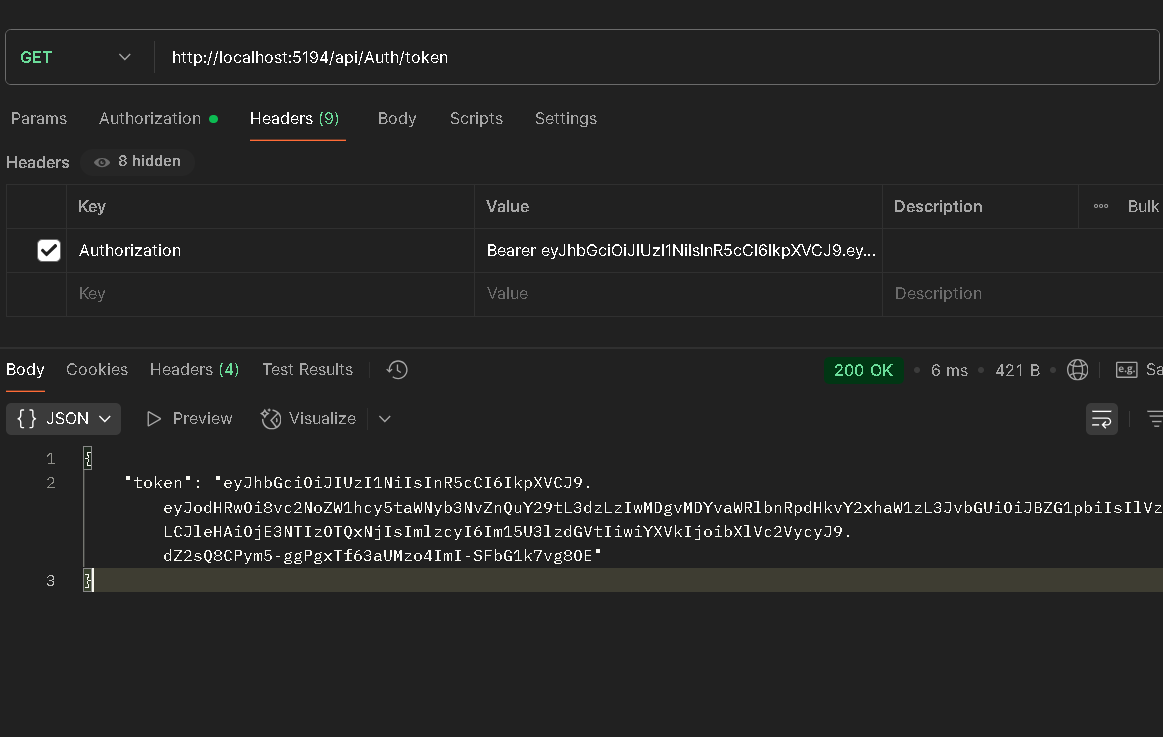 GET
http://localhost:5194/api/Auth/token
Params Authorization Headers (9) Body Scripts Settings
Headers 8 hidden
Key Value Description ooo Bulk
Authorization Bearer eyJhbGciOiJIUzI1NiIsInR5cCI6IkpXVCJ9.ey...
Key Value Description
Body Cookies Headers (4) Test Results 200 OK 6 ms 421 B e.g. Sa
{} JSON Preview Visualize
1 {
2 "token": "eyJhbGciOiJIUzI1NiIsInR5cCI6IkpXVCJ9.
eyJodHRwOi8vc2NoZW1hcy5taWNyb3NvZnQuY29tL3dzLzIwMDgvMDYvaWRlbnRpdHkvY2xhaW1zL3JvbGUiOiJBZG1pbiIsIlVz
LCJleHAiOjE3NTIzOTQxNjIsImlzcyI6Im15U3lzdGVtIiwiYXVkIjoibXlVc2VycyJ9.
dZ2sQ8CPym5-ggPgxTf63aUMzo4ImI-SFbG1k7vg8OE"
3 }